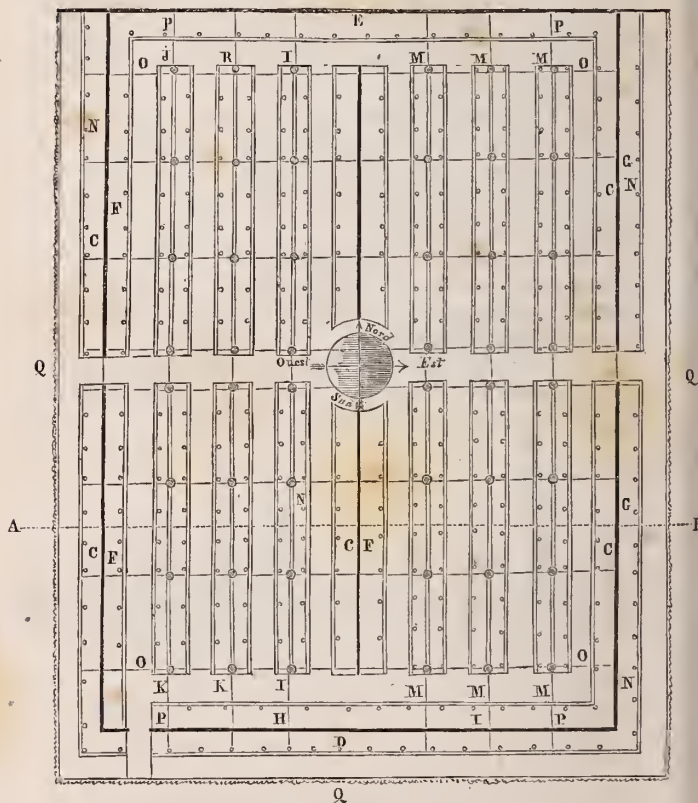 P E P
O j R I M M M O
N G
C N
F
C
Nord
Q Ouest Est Q
Sud
N G
A
C F C F C
O O
K K I M M M N
P H I P
D
Q